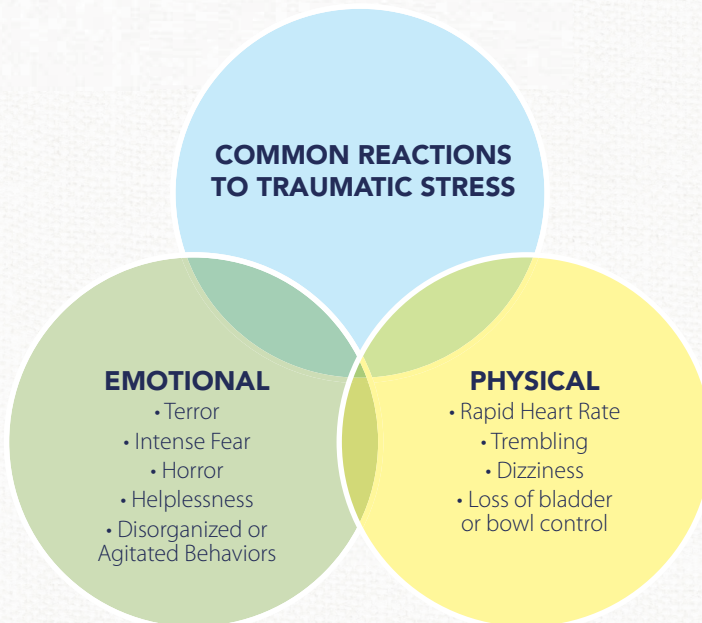 COMMON REACTIONS
TO TRAUMATIC STRESS
EMOTIONAL
• Terror
• Intense Fear
• Horror
• Helplessness
• Disorganized or
Agitated Behaviors
PHYSICAL
• Rapid Heart Rate
• Trembling
• Dizziness
• Loss of bladder
or bowl control